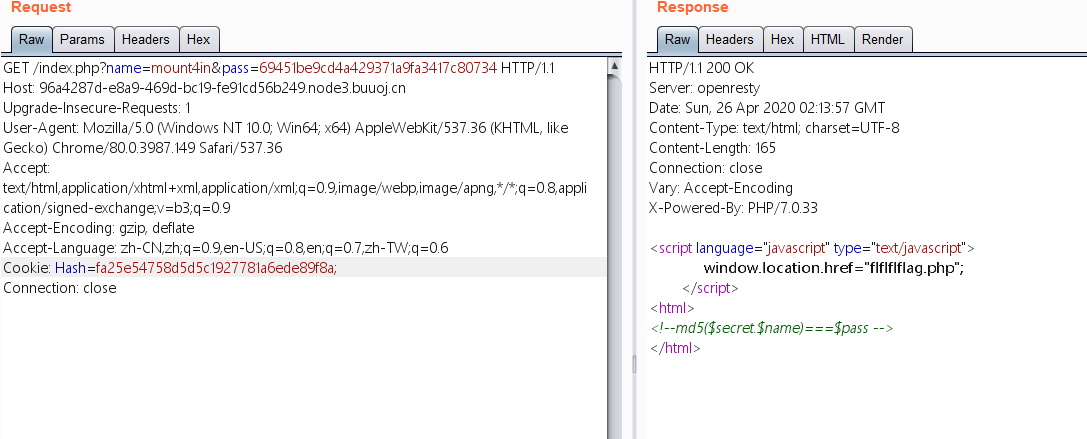 Request
Raw Params Headers Hex
GET /index.php?name=mount4in&pass=69451be9cd4a429371a9fa3417c80734 HTTP/1.1
Host: 96a4287d-e8a9-469d-bc19-fe91cd56b249.node3.buuoj.cn
Upgrade-Insecure-Requests: 1
User-Agent: Mozilla/5.0 (Windows NT 10.0; Win64; x64) AppleWebKit/537.36 (KHTML, like
Gecko) Chrome/80.0.3987.149 Safari/537.36
Accept:
text/html,application/xhtml+xml,application/xml;q=0.9,image/webp,image/apng,*/*;q=0.8,appli
cation/signed-exchange;v=b3;q=0.9
Accept-Encoding: gzip, deflate
Accept-Language: zh-CN,zh;q=0.9,en-US;q=0.8,en;q=0.7,zh-TW;q=0.6
Cookie: Hash=fa25e54758d5d5c1927781a6ede89f8a;
Connection: close
Response
Raw Headers Hex HTML Render
HTTP/1.1 200 OK
Server: openresty
Date: Sun, 26 Apr 2020 02:13:57 GMT
Content-Type: text/html; charset=UTF-8
Content-Length: 165
Connection: close
Vary: Accept-Encoding
X-Powered-By: PHP/7.0.33
<script language="javascript" type="text/javascript">
window.location.href="flflflflag.php";
</script>
<html>
<!--md5($secret.$name)===$pass -->
</html>